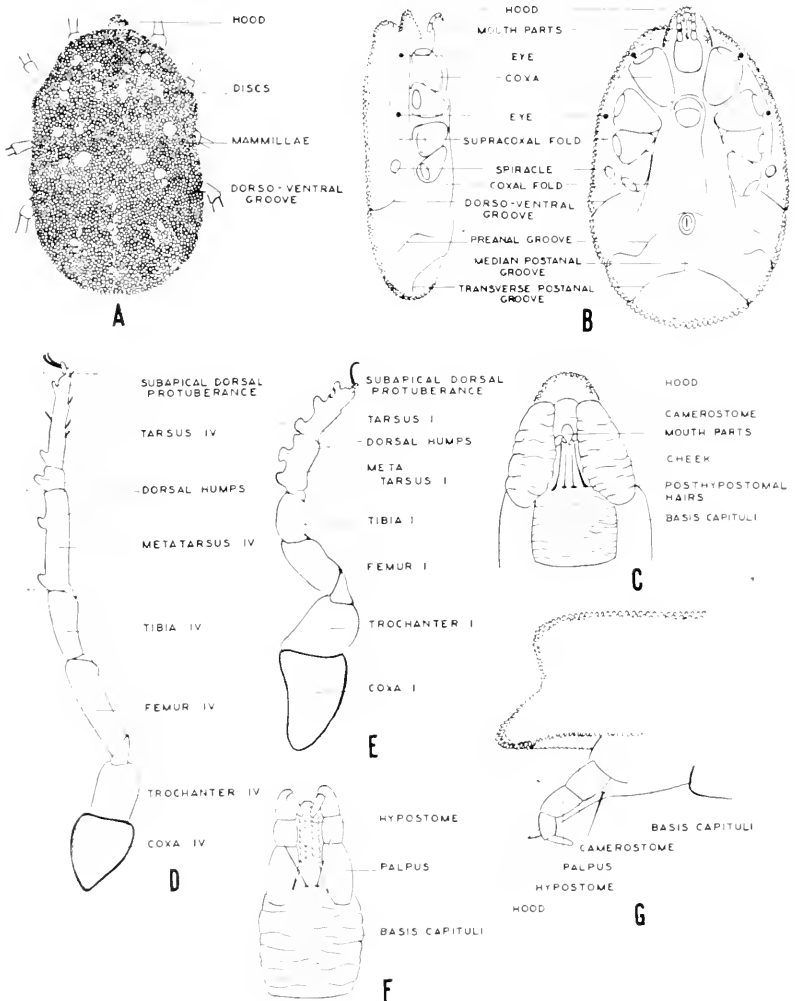 HOOD
DISCS
MAMMILLAE
DORSO-VENTRAL
GROOVE
A
HOOD
MOUTH PARTS
EYE
COXA
EYE
SUPRACOXAL FOLD
SPIRACLE
COXAL FOLD
DORSO-VENTRAL
GROOVE
PREANAL GROOVE
MEDIAN POSTANAL
GROOVE
TRANSVERSE POSTANAL
GROOVE
B
SUBAPICAL DORSAL
PROTUBERANCE
TARSUS IV
DORSAL HUMPS
METATARSUS IV
TIBIA IV
FEMUR IV
TROCHANTER IV
COXA IV
D
SUBAPICAL DORSAL
PROTUBERANCE
TARSUS I
DORSAL HUMPS
META
TARSUS I
TIBIA I
FEMUR I
TROCHANTER I
COXA I
E
HOOD
CAMEROSTOME
MOUTH PARTS
CHEEK
POSTHYPOSTOMAL
HAIRS
BASIS CAPITULI
C
HYPOSTOME
PALPUS
BASIS CAPITULI
F
BASIS CAPITULI
CAMEROSTOME
PALPUS
HYPOSTOME
HOOD
G